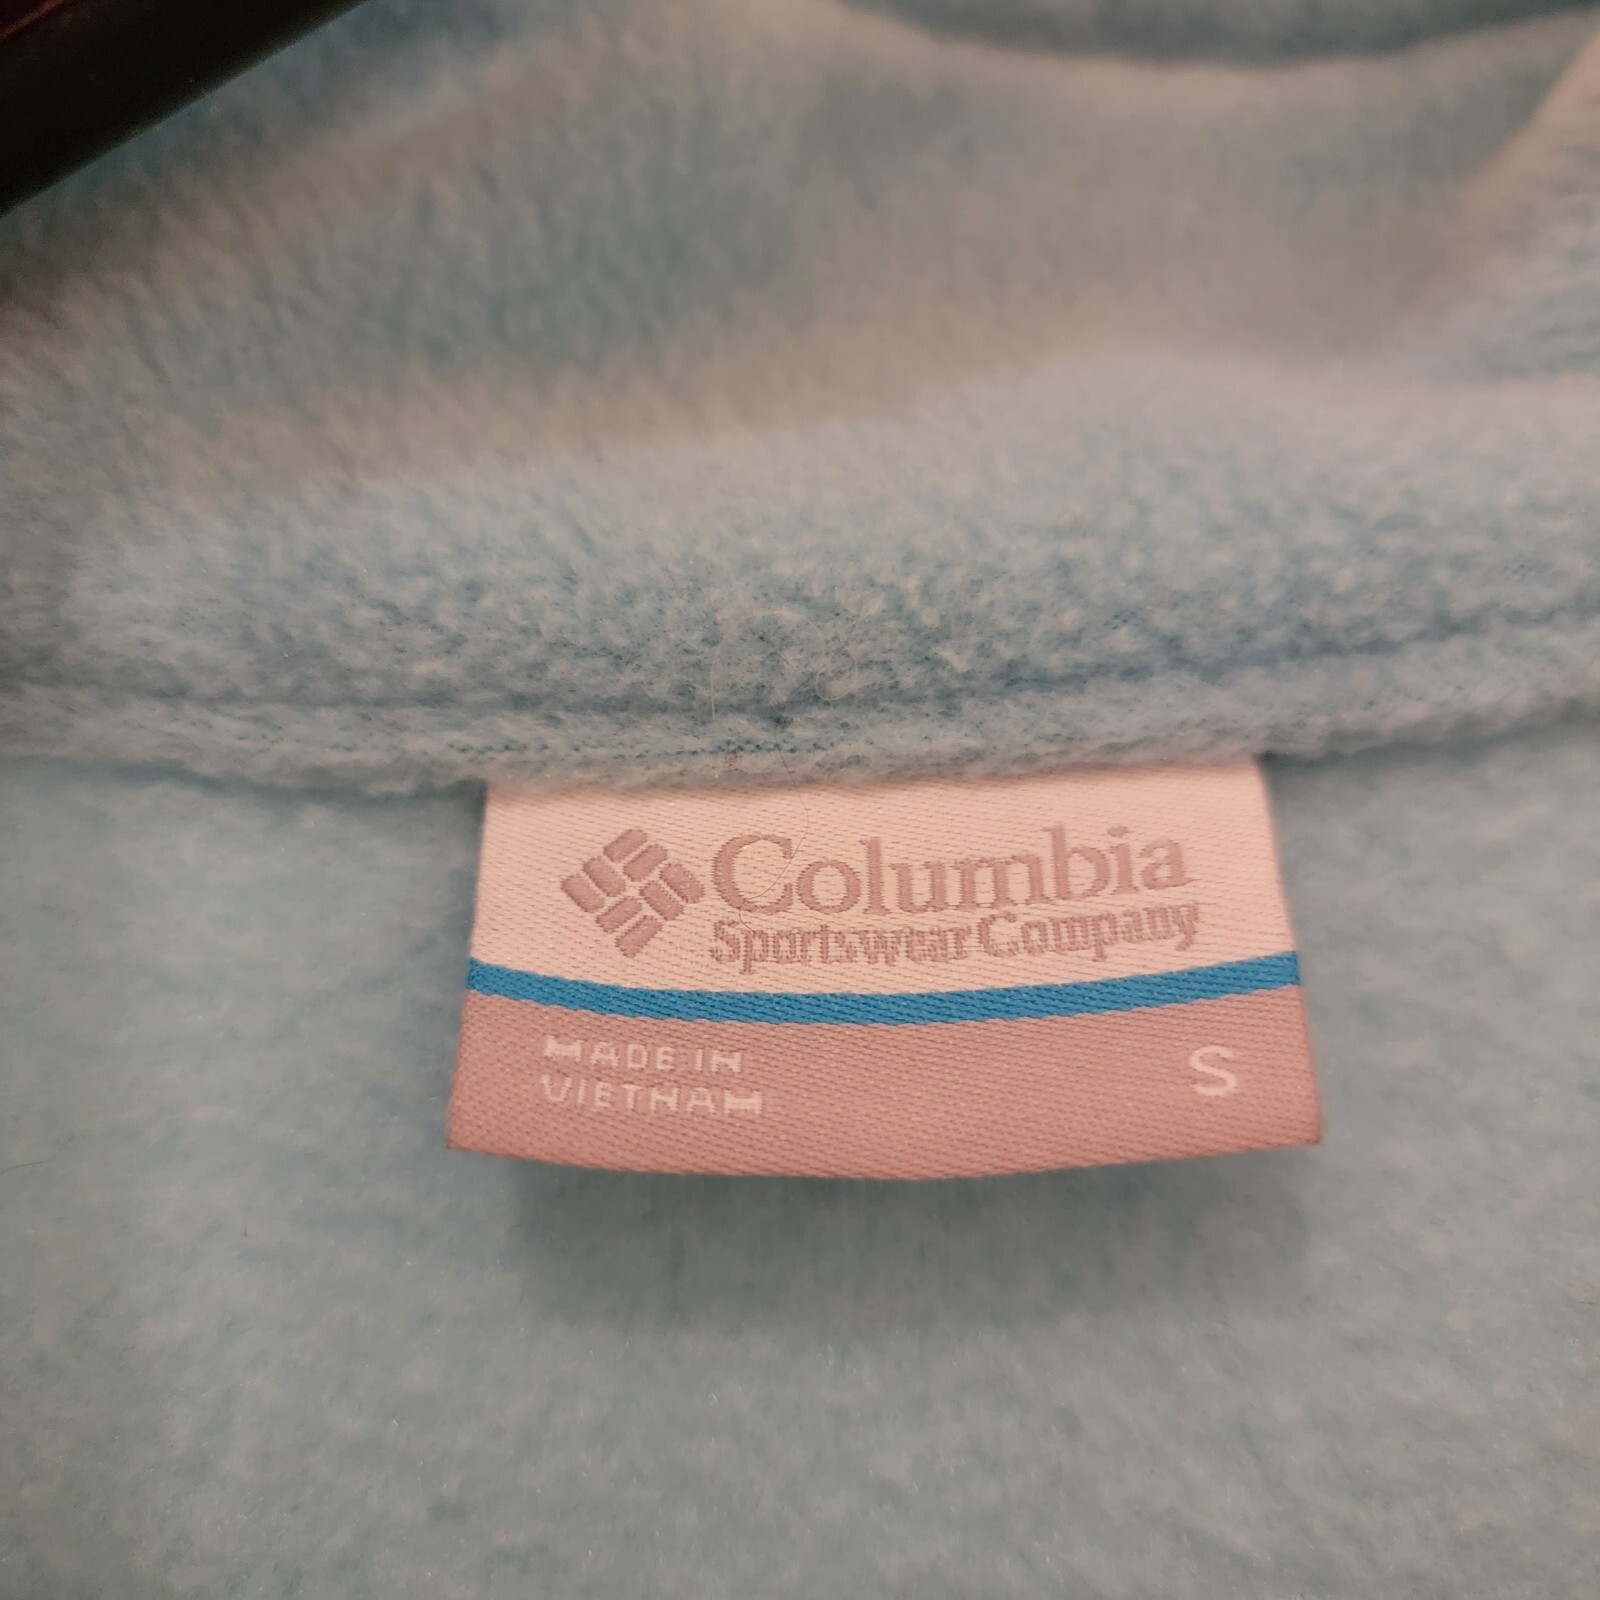 Columbia
Sportswear Company
MADE IN
VIETNAM
S